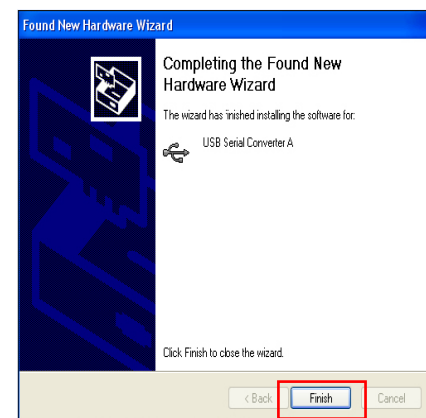 Found New Hardware Wizard
Completing the Found New
Hardware Wizard
The wizard has finished installing the software for:
USB Serial Converter A
Click Finish to close the wizard.
< Back
Finish
Cancel